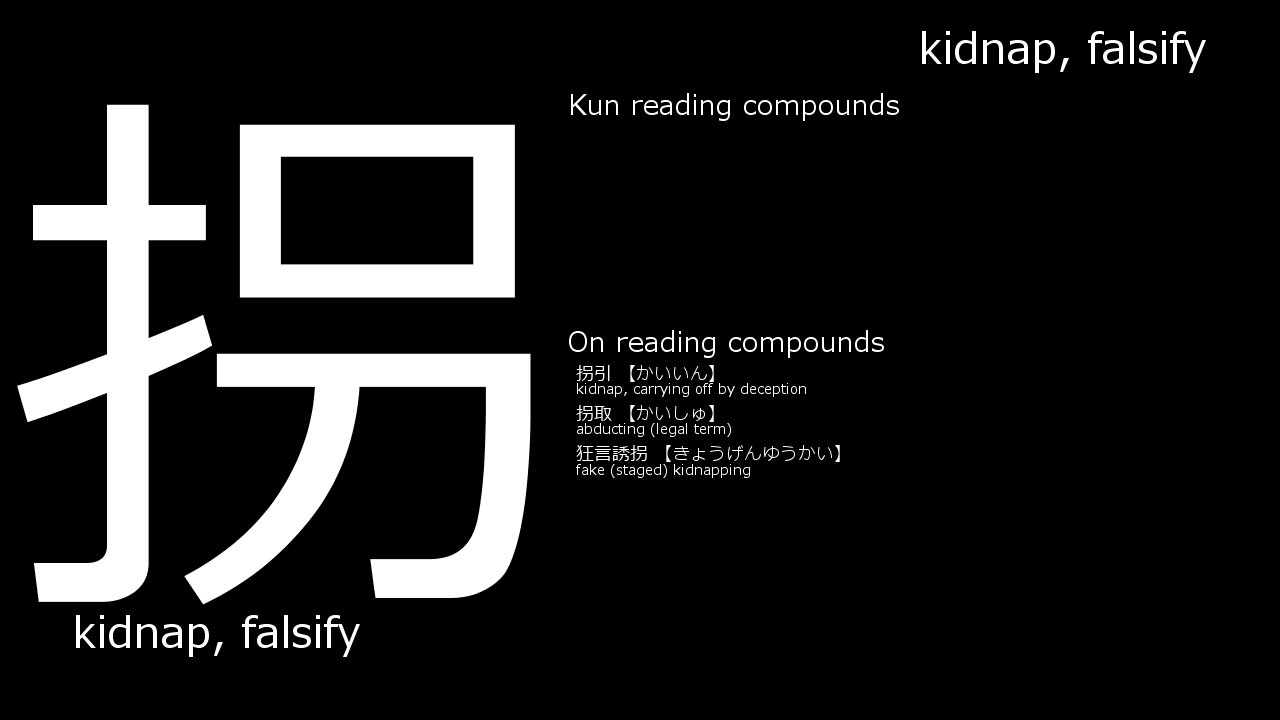 kidnap, falsify
拐
Kun reading compounds
On reading compounds
拐引 【かいいん】
kidnap, carrying off by deception
拐取 【かいしゅ】
abducting (legal term)
狂言誘拐 【きょうげんゆうかい】
fake (staged) kidnapping
kidnap, falsify